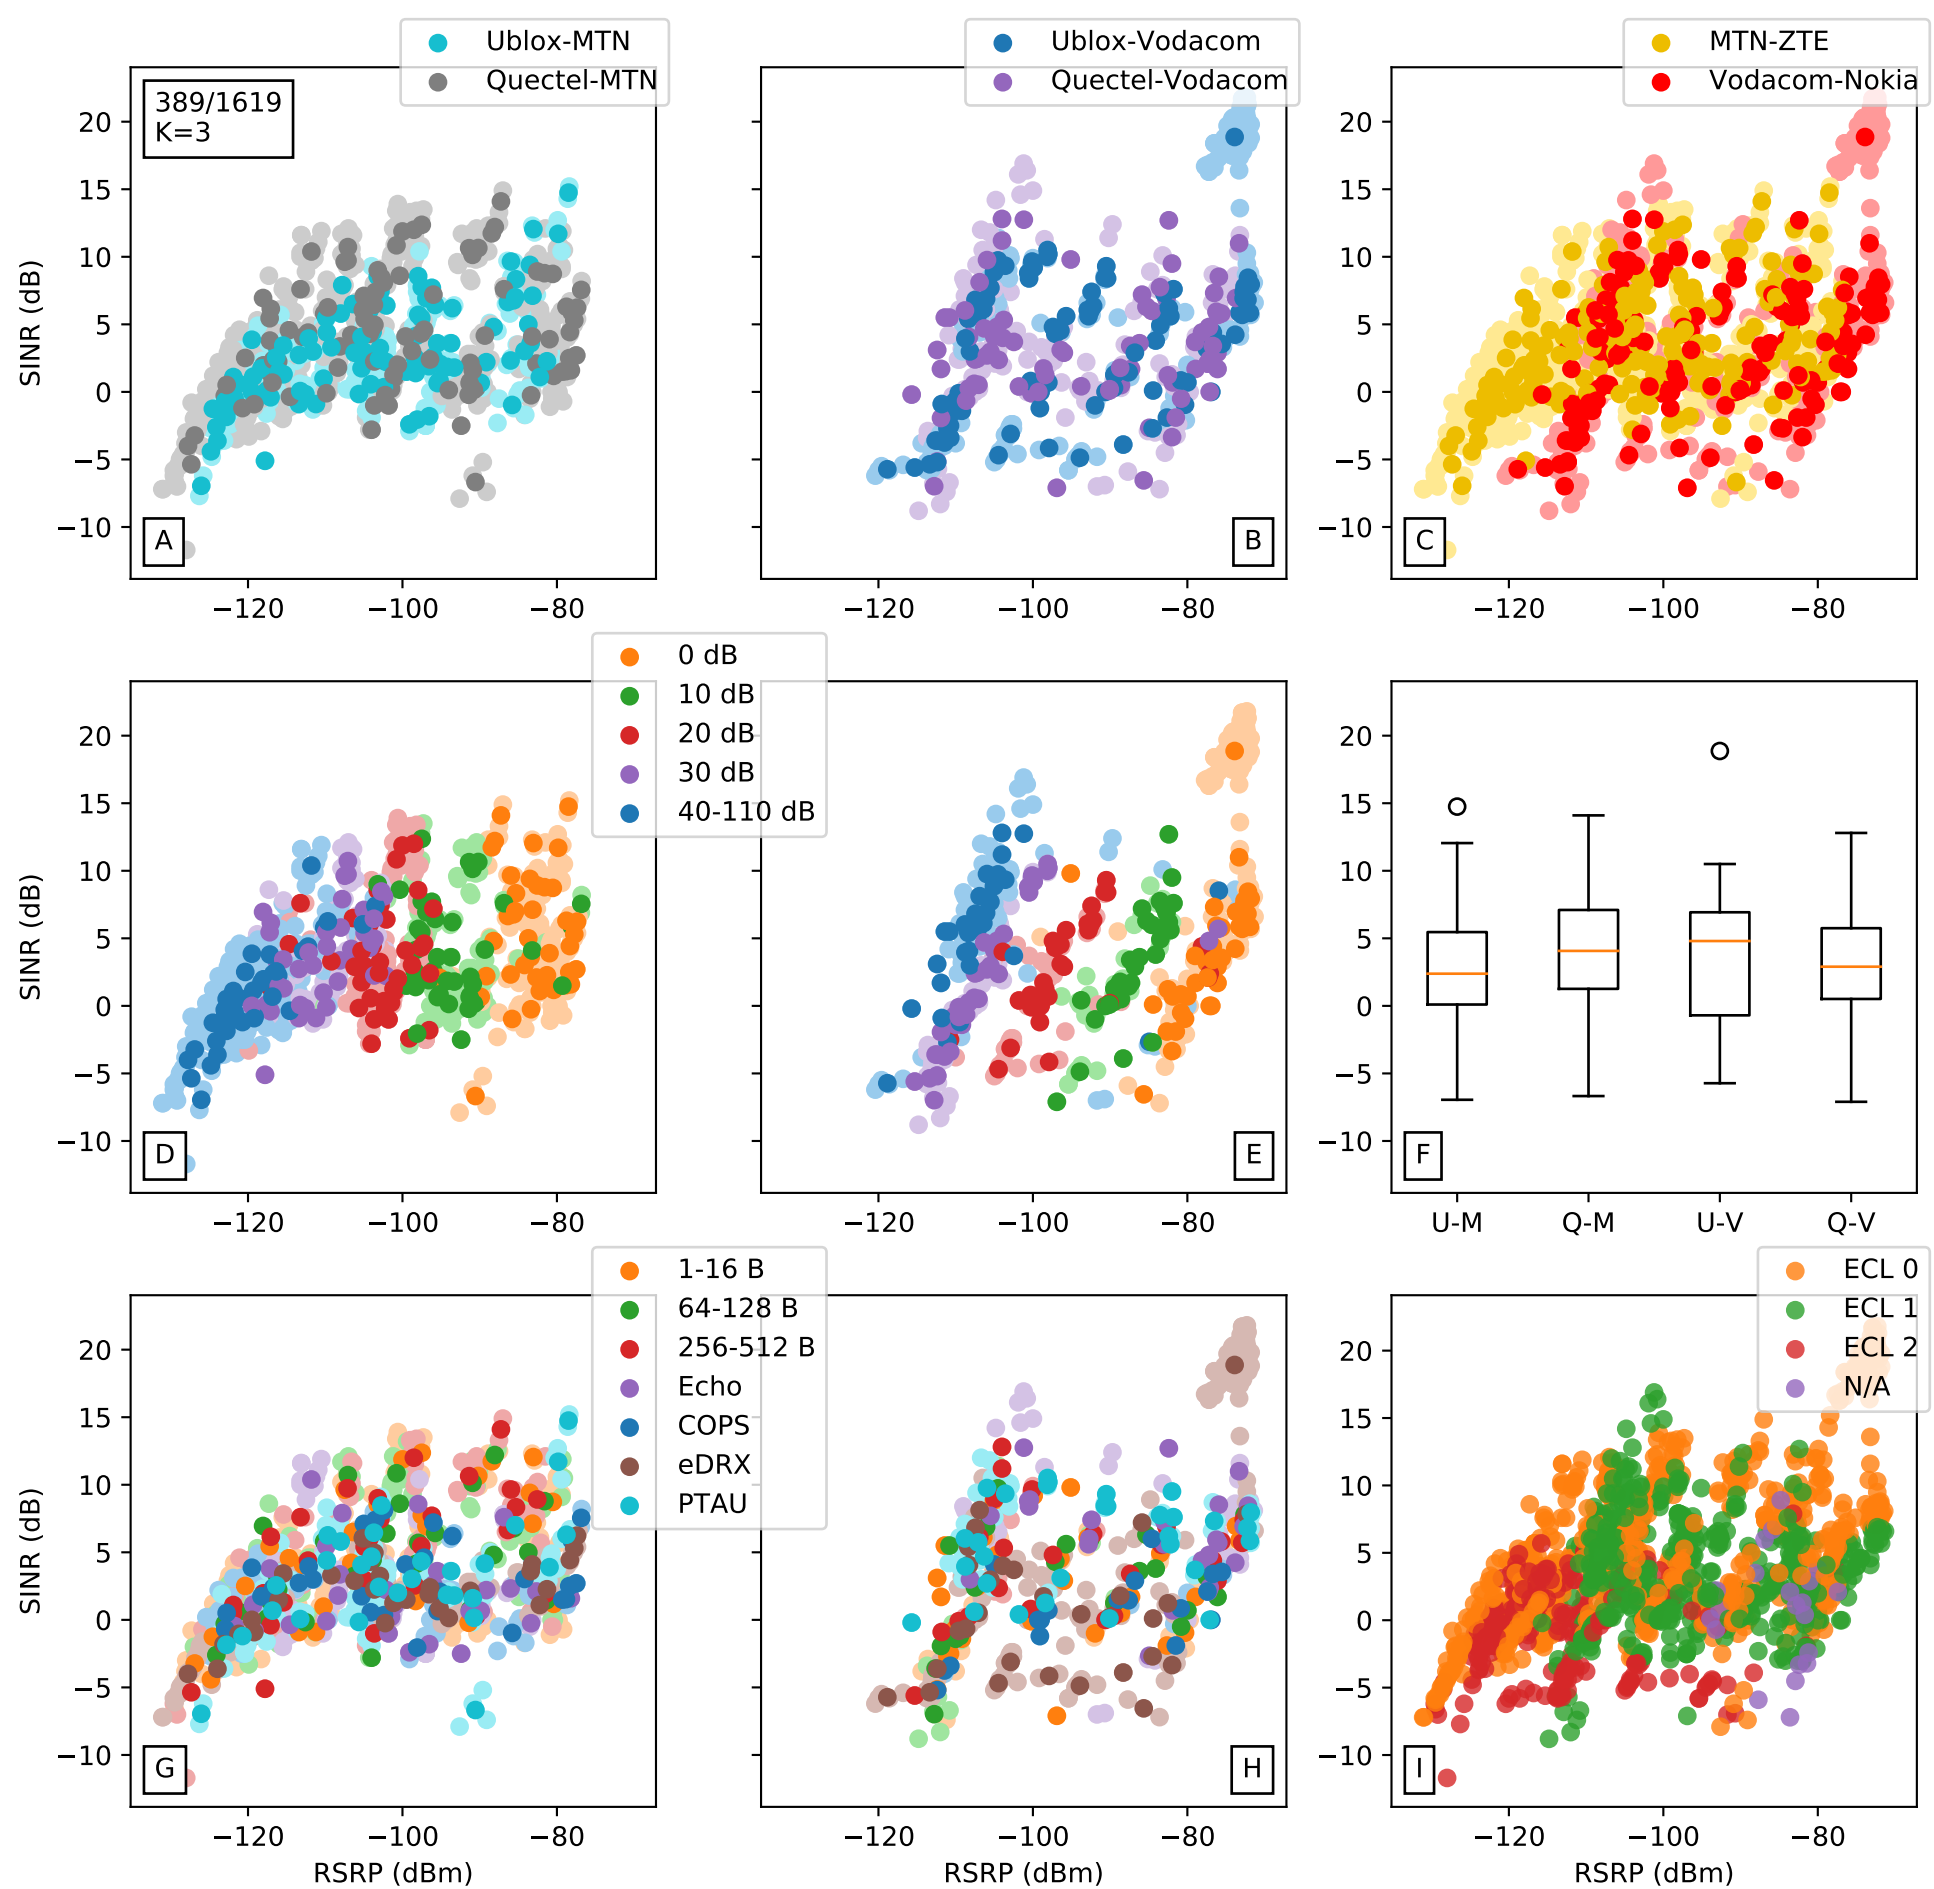 Ublox-MTN
Quectel-MTN
Ublox-Vodacom
Quectel-Vodacom
MTN-ZTE
Vodacom-Nokia
389/1619
K=3
SINR (dB)
20
15
10
5
0
−5
−10
A
−120
−100
−80
B
−120
−100
−80
20
15
10
5
0
−5
−10
C
−120
−100
−80
0 dB
10 dB
20 dB
30 dB
40-110 dB
SINR (dB)
20
15
10
5
0
−5
−10
D
−120
−100
−80
E
−120
−100
−80
20
15
10
5
0
−5
−10
F
U-M
Q-M
U-V
Q-V
1-16 B
64-128 B
256-512 B
Echo
COPS
eDRX
PTAU
ECL 0
ECL 1
ECL 2
N/A
SINR (dB)
20
15
10
5
0
−5
−10
G
−120
−100
−80
RSRP (dBm)
H
−120
−100
−80
RSRP (dBm)
20
15
10
5
0
−5
−10
I
−120
−100
−80
RSRP (dBm)